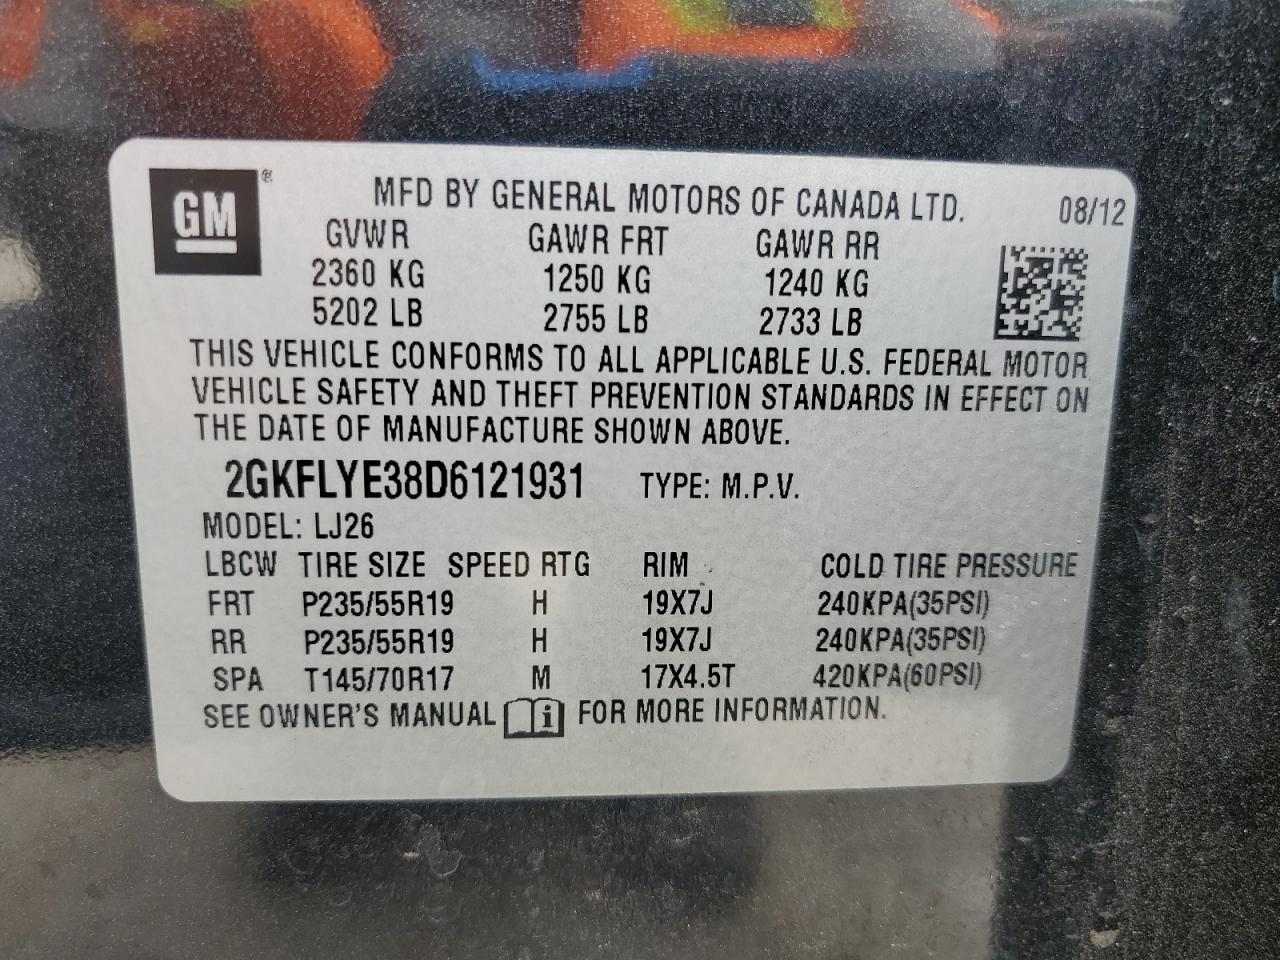 GM ® MFD BY GENERAL MOTORS OF CANADA LTD. 08/12
GVWR GAWR FRT GAWR RR
2360 KG 1250 KG 1240 KG
5202 LB 2755 LB 2733 LB
THIS VEHICLE CONFORMS TO ALL APPLICABLE U.S. FEDERAL MOTOR
VEHICLE SAFETY AND THEFT PREVENTION STANDARDS IN EFFECT ON
THE DATE OF MANUFACTURE SHOWN ABOVE.
2GKFLYE38D6121931 TYPE: M.P.V.
MODEL: LJ26
LBCW TIRE SIZE SPEED RTG RIM COLD TIRE PRESSURE
FRT P235/55R19 H 19X7J 240KPA(35PSI)
RR P235/55R19 H 19X7J 240KPA(35PSI)
SPA T145/70R17 M 17X4.5T 420KPA(60PSI)
SEE OWNER'S MANUAL i FOR MORE INFORMATION.